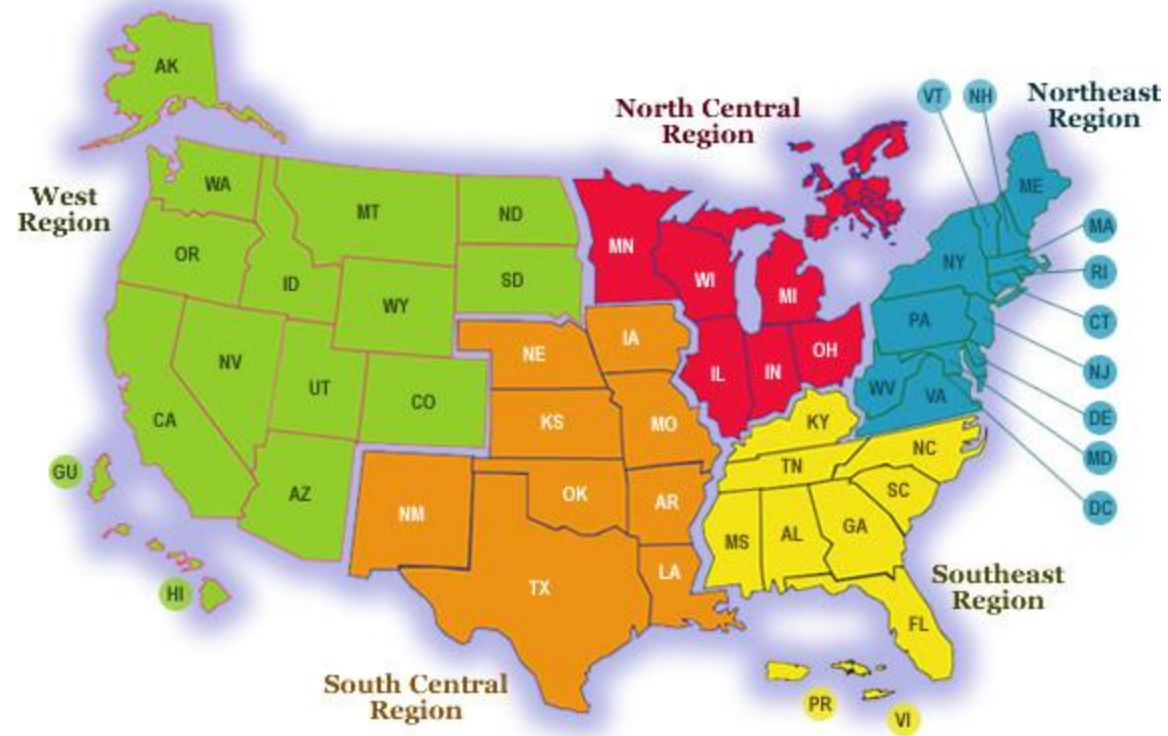 AK
North Central
Region
VT
NH
Northeast
Region
West
Region
WA
MT
ND
MN
ME
OR
ID
WY
SD
WI
MI
NY
MA
RI
NV
UT
CO
NE
IA
IL
IN
OH
PA
CT
CA
KS
MO
KY
WV
VA
NJ
DE
GU
AZ
NM
OK
AR
TN
NC
SC
MD
DC
TX
LA
MS
AL
GA
HI
Southeast
Region
FL
South Central
Region
PR
VI